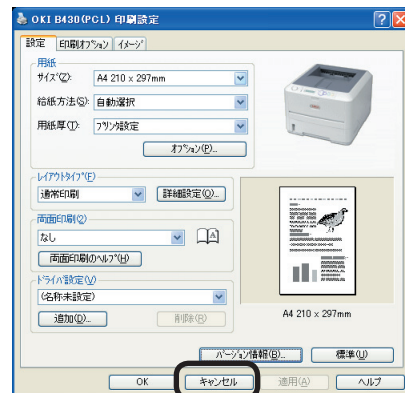 OKI B430(PCL) 印刷設定
設定 印刷オプション イメージ
用紙
サイズ(Z): A4 210 x 297mm
給紙方法(S): 自動選択
用紙厚(T): プリンタ設定
オプション(P)...
レイアウトタイプ(E)
通常印刷 詳細設定(O)...
両面印刷(2)
なし
両面印刷のヘルプ(H)
ドライバ設定(V)
(名称未設定)
追加(D)... 削除(R)
A4 210 x 297mm
バージョン情報(B)... 標準(U)
OK キャンセル 適用(A) ヘルプ